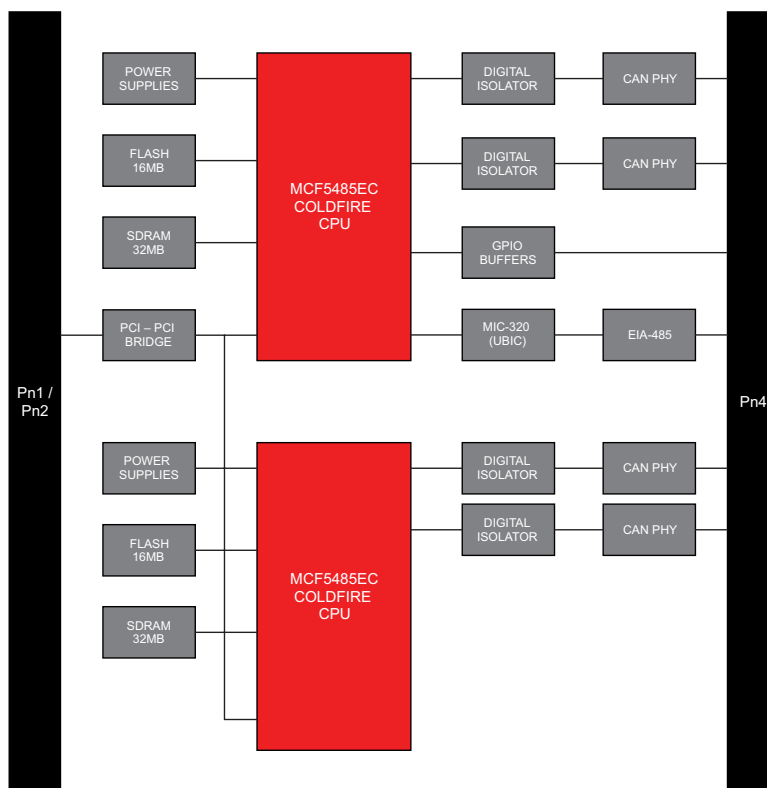 POWER
SUPPLIES
FLASH
16MB
SDRAM
32MB
PCI – PCI
BRIDGE
MCF5485EC
COLDFIRE
CPU
DIGITAL
ISOLATOR
CAN PHY
DIGITAL
ISOLATOR
CAN PHY
GPIO
BUFFERS
MIC-320
(UBIC)
EIA-485
Pn1 /
Pn2
Pn4
POWER
SUPPLIES
FLASH
16MB
SDRAM
32MB
MCF5485EC
COLDFIRE
CPU
DIGITAL
ISOLATOR
CAN PHY
DIGITAL
ISOLATOR
CAN PHY